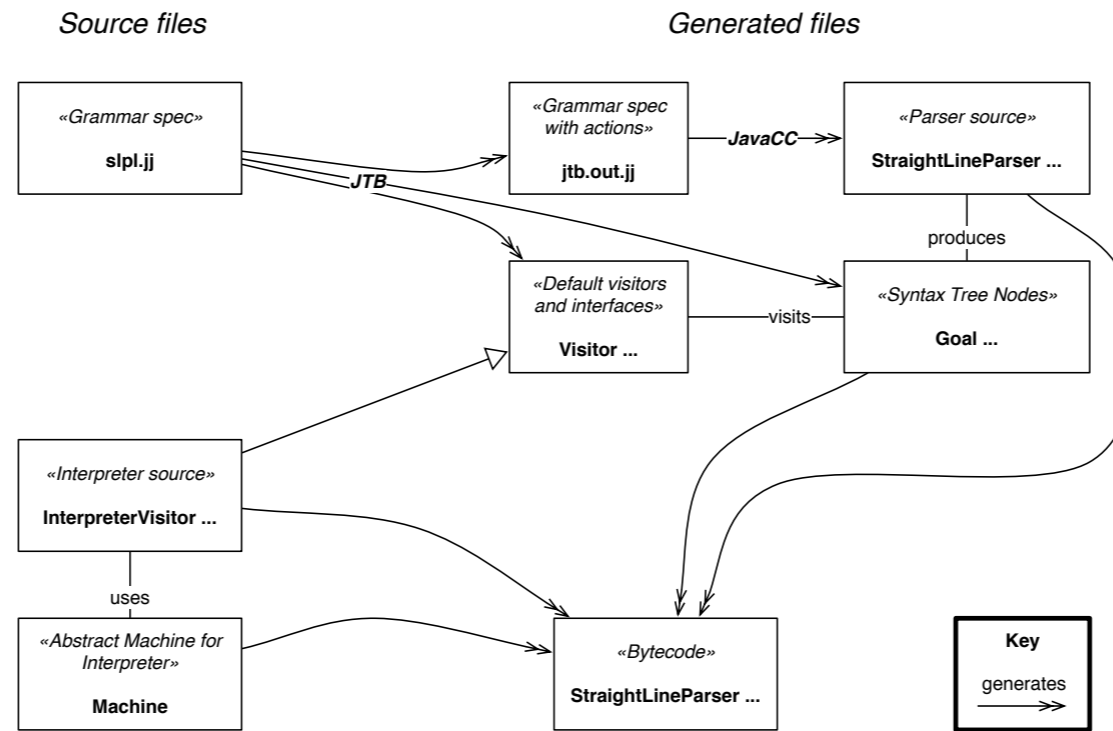 Source files
Generated files
«Grammar spec»
slpl.jj
«Grammar spec
with actions»
jtb.out.jj
JavaCC
«Parser source»
StraightLineParser ...
JTB
produces
«Default visitors
and interfaces»
Visitor ...
visits
«Syntax Tree Nodes»
Goal ...
«Interpreter source»
InterpreterVisitor ...
uses
«Abstract Machine for
Interpreter»
Machine
«Bytecode»
StraightLineParser ...
Key
generates